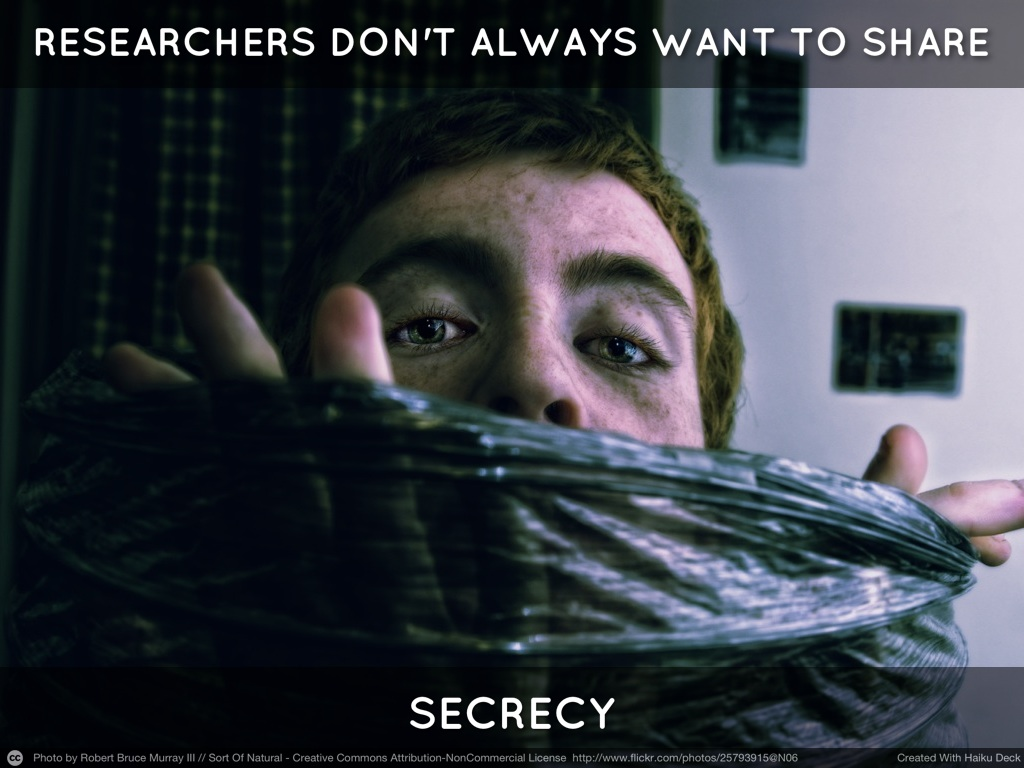 RESEARCHERS DON'T ALWAYS WANT TO SHARE
SECRECY
cc Photo by Robert Bruce Murray III // Sort Of Natural - Creative Commons Attribution-NonCommercial License http://www.flickr.com/photos/25793915@N06 Created With Haiku Deck